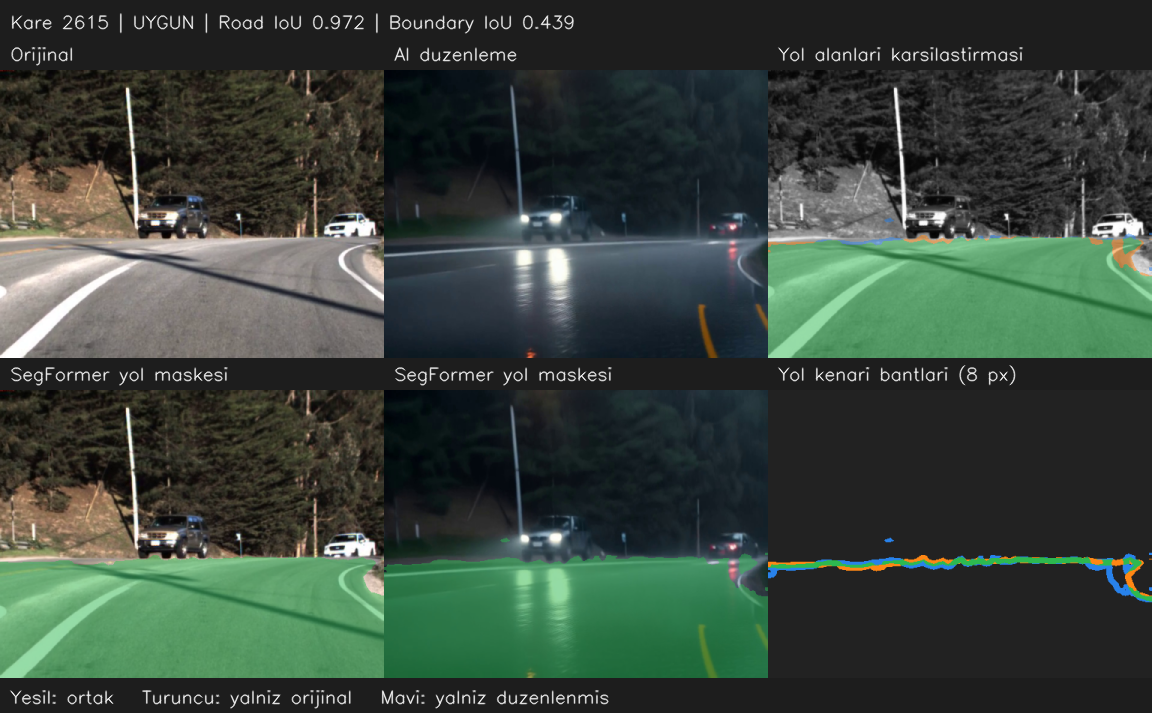 Kare 2615 | UYGUN | Road IoU 0.972 | Boundary IoU 0.439
Orijinal
AI duzenleme
Yol alanlari karsilastirmasi
SegFormer yol maskesi
SegFormer yol maskesi
Yol kenari bantlari (8 px)
Yesil: ortak Turuncu: yalniz orijinal Mavi: yalniz duzenlenmis